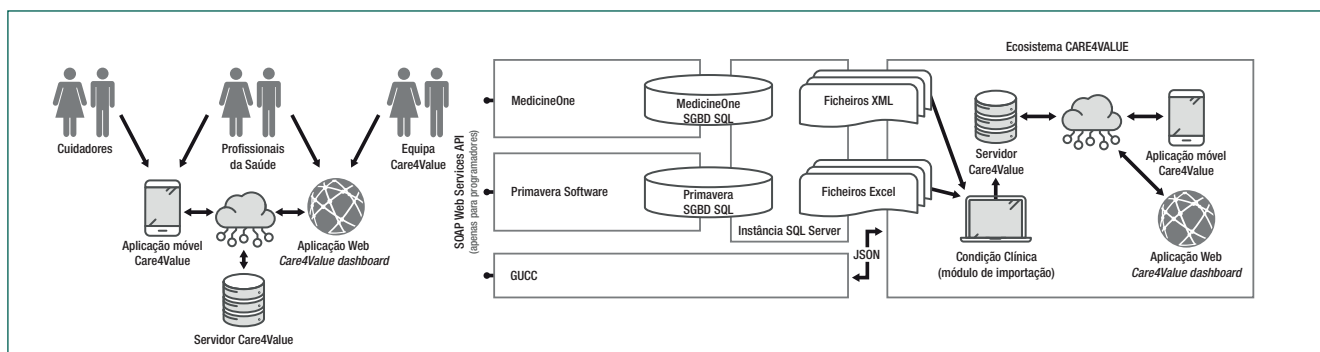 Cuidadores
Profissionais
da Saúde
Equipa
Care4Value
Aplicação móvel
Care4Value
Aplicação Web
Care4Value dashboard
Servidor Care4Value
SOAP Web Services API
(apenas para programadores)
MedicineOne
MedicineOne
SGBD SQL
Primavera Software
Primavera
SGBD SQL
Instância SQL Server
GUCC
Ficheiros XML
Ficheiros Excel
JSON
Ecosistema CARE4VALUE
Servidor
Care4Value
Aplicação móvel
Care4Value
Condição Clínica
(módulo de importação)
Aplicação Web
Care4Value dashboard